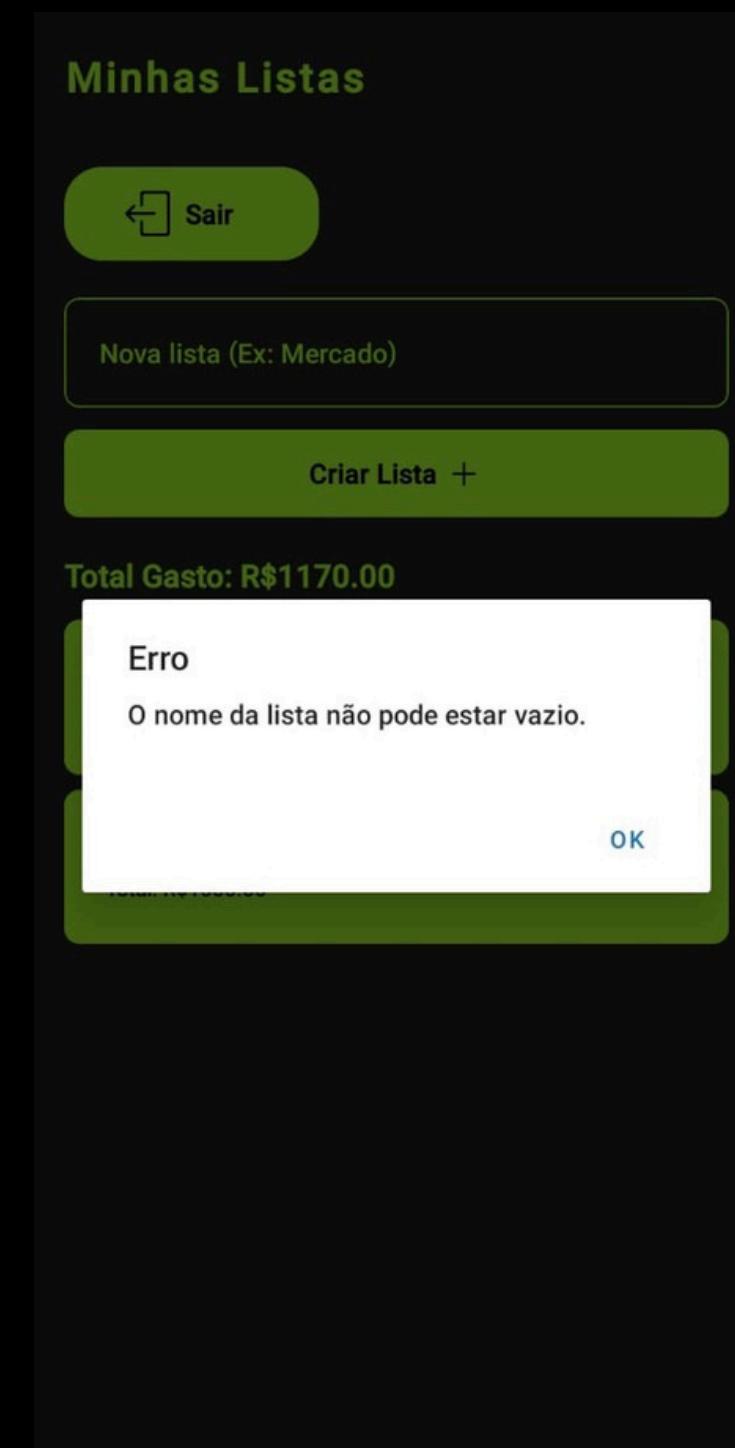 Minhas Listas
Sair
Nova lista (Ex: Mercado)
Criar Lista +
Total Gasto: R$1170.00
Erro
O nome da lista não pode estar vazio.
OK